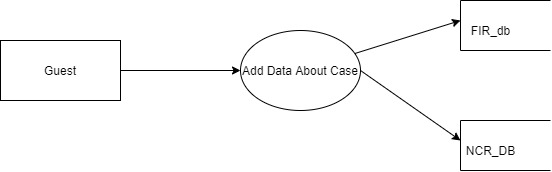 Guest
Add Data About Case
FIR_db
NCR_DB